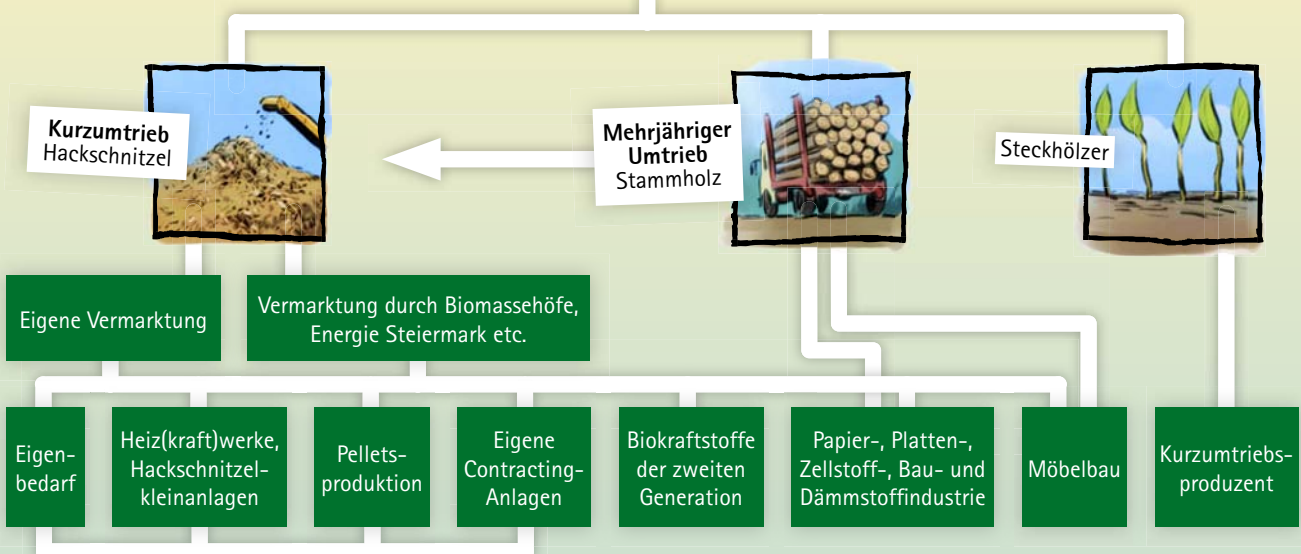 Kurzumtrieb
Hackschnitzel
Mehrjähriger
Umtrieb
Stammholz
Steckhölzer
Eigene Vermarktung
Vermarktung durch Biomassehöfe,
Energie Steiermark etc.
Eigen-
bedarf
Heiz(kraft)werke,
Hackschnitzel-
kleinanlagen
Pellets-
produktion
Eigene
Contracting-
Anlagen
Biokraftstoffe
der zweiten
Generation
Papier-, Platten-,
Zellstoff-, Bau- und
Dämmstoffindustrie
Möbelbau
Kurzumtriebs-
produzent